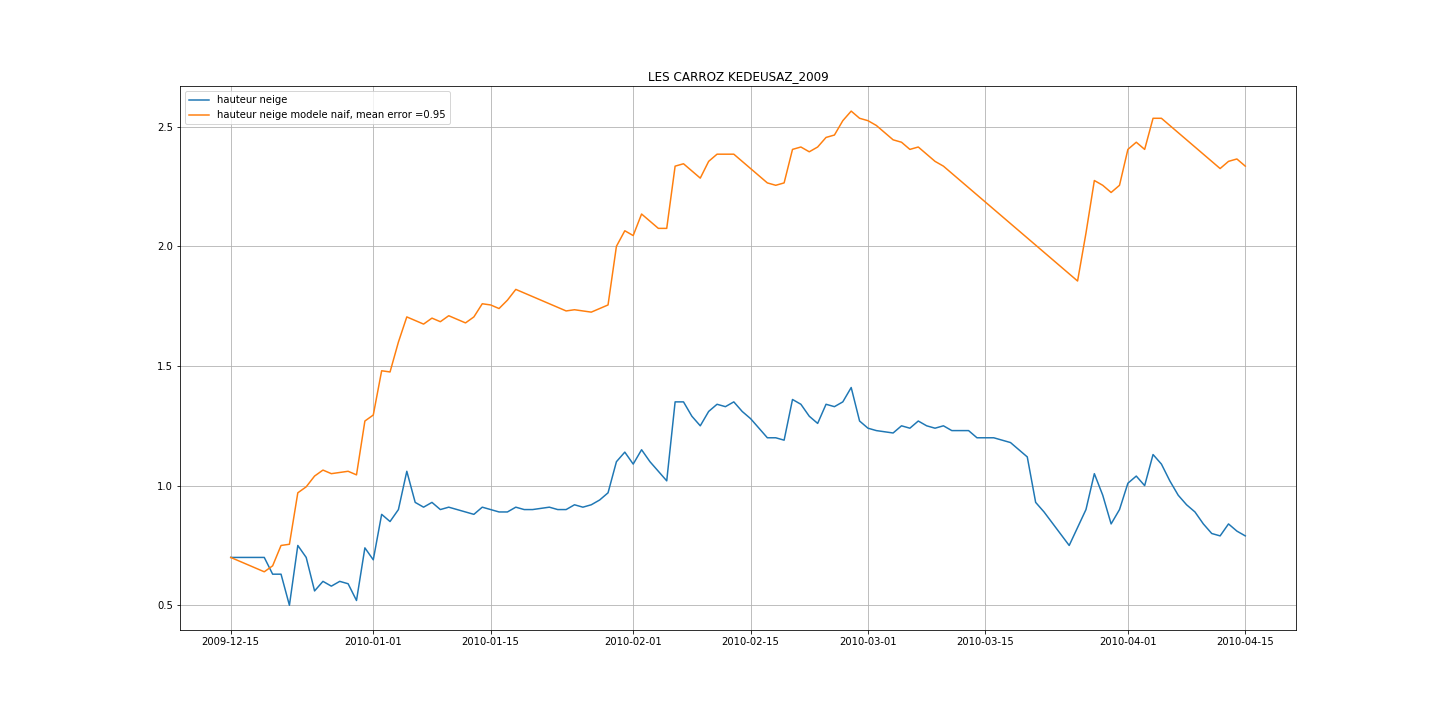 LES CARROZ KEDEUSAZ_2009
hauteur neige
hauteur neige modele naif, mean error =0.95
2.5
2.0
1.5
1.0
0.5
2009-12-15 2010-01-01 2010-01-15 2010-02-01 2010-02-15 2010-03-01 2010-03-15 2010-04-01 2010-04-15